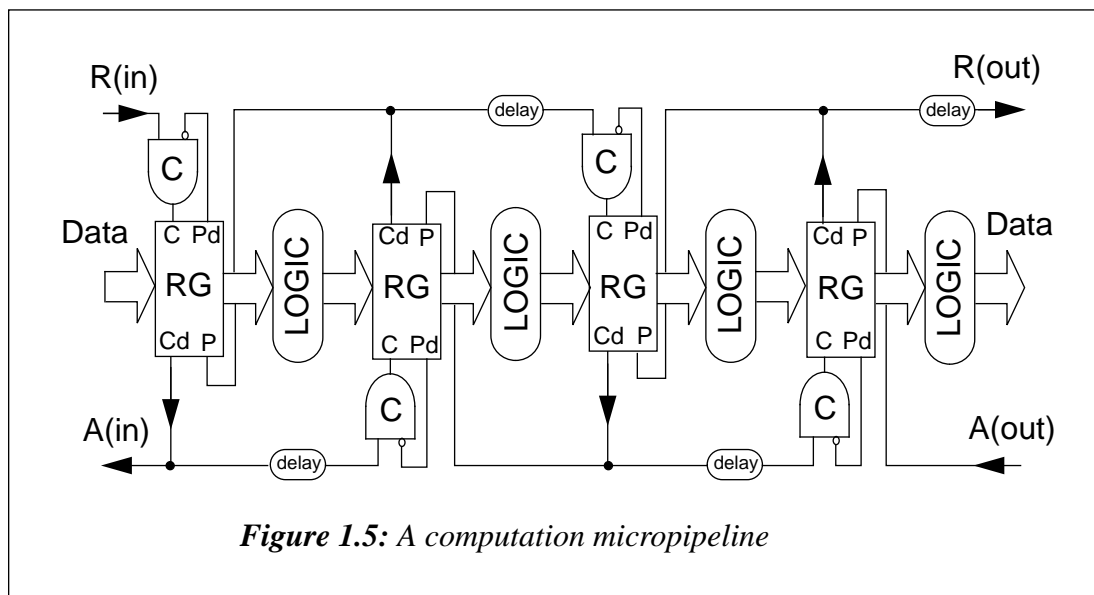 R(in)
R(out)
delay
delay
C
C
C Pd
Cd P
C Pd
Cd P
Data
Data
RG
LOGIC
RG
LOGIC
RG
LOGIC
RG
LOGIC
Cd P
C Pd
Cd P
C Pd
C
C
A(in)
A(out)
delay
delay
Figure 1.5: A computation micropipeline